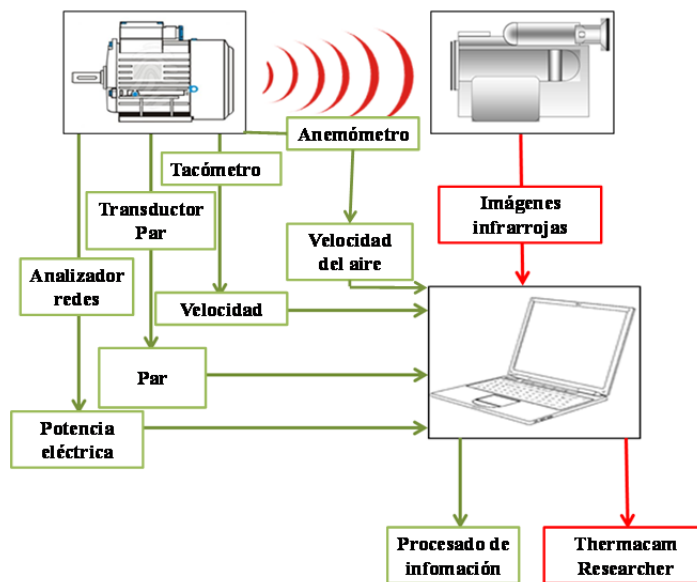 Anemómetro
Tacómetro
Transductor
Par
Imágenes
infrarrojas
Velocidad
del aire
Analizador
redes
Velocidad
Par
Potencia
eléctrica
Procesado de
infomación
Thermacam
Researcher